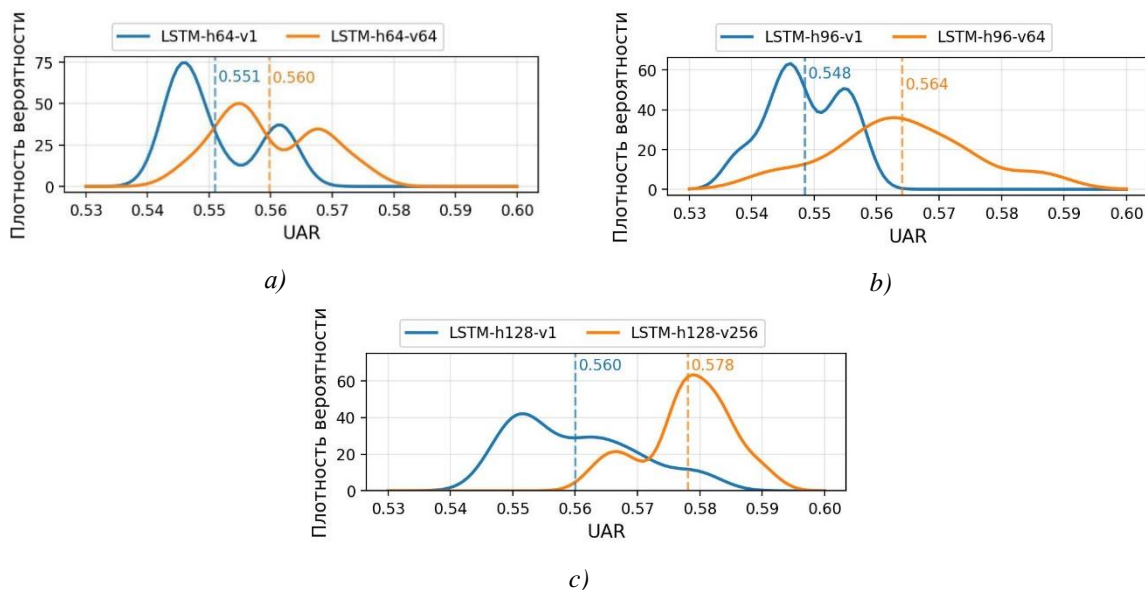 LSTM-h64-v1 LSTM-h64-v64
Плотность вероятности
75
50
25
0
0.551 0.560
0.53 0.54 0.55 0.56 0.57 0.58 0.59 0.60
UAR
a)
LSTM-h96-v1 LSTM-h96-v64
Плотность вероятности
60
40
20
0
0.548 0.564
0.53 0.54 0.55 0.56 0.57 0.58 0.59 0.60
UAR
b)
LSTM-h128-v1 LSTM-h128-v256
Плотность вероятности
60
40
20
0
0.560 0.578
0.53 0.54 0.55 0.56 0.57 0.58 0.59 0.60
UAR
c)